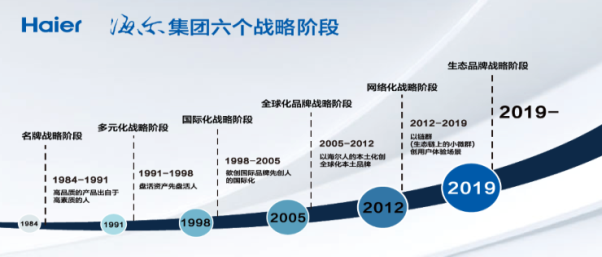 Haier 海尔集团六个战略阶段
名牌战略阶段
1984-1991
高品质的产品出自于
高素质的人
1984
多元化战略阶段
1991-1998
盘活资产先盘活人
1991
国际化战略阶段
1998-2005
欲创国际品牌先创人
的国际化
1998
全球化品牌战略阶段
2005-2012
以海尔人的本土化创
全球化本土品牌
2005
网络化战略阶段
2012-2019
以链群
(生态链上的小微群)
创用户体验场景
2012
生态品牌战略阶段
2019-
2019